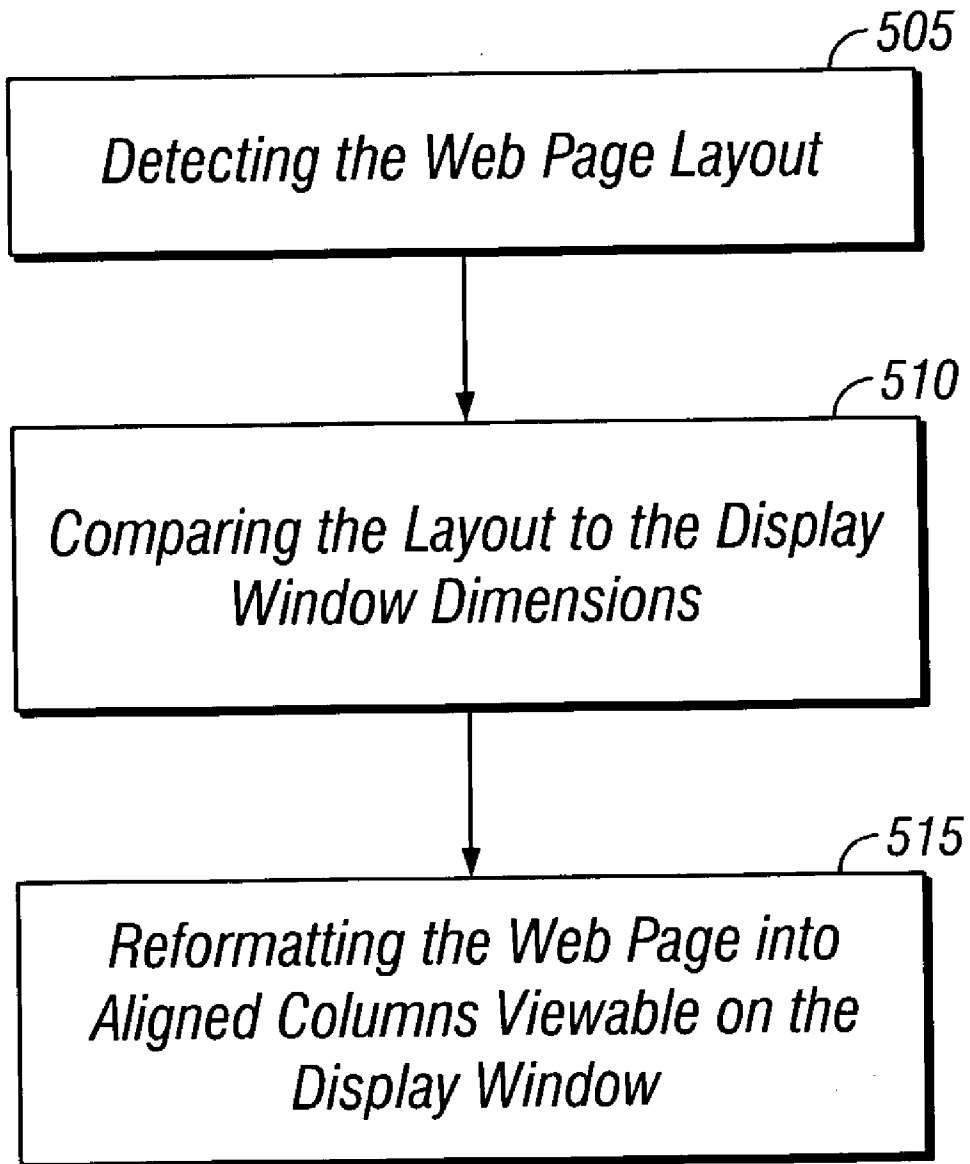 505
Detecting the Web Page Layout
510
Comparing the Layout to the Display
Window Dimensions
515
Reformatting the Web Page into
Aligned Columns Viewable on the
Display Window